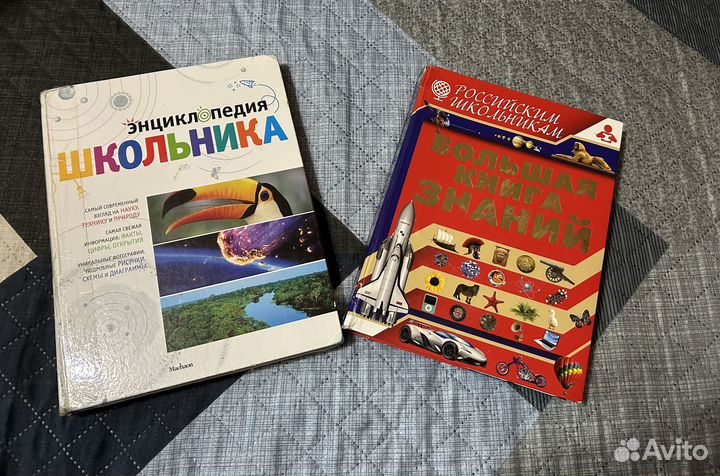 ЭНЦИКЛОПЕДИЯ
ШКОЛЬНИКА
САМЫЙ СОВРЕМЕННЫЙ
ВЗГЛЯД НА НАУКУ,
ТЕХНИКУ И ПРИРОДУ
САМАЯ СВЕЖАЯ
ИНФОРМАЦИЯ: ФАКТЫ,
ЦИФРЫ, ОТКРЫТИЯ
УНИКАЛЬНЫЕ ФОТОГРАФИИ,
ПОДРОБНЫЕ РИСУНКИ,
СХЕМЫ И ДИАГРАММЫ
Machaon
РОССИЙСКИМ
ШКОЛЬНИКАМ
БОЛЬШАЯ
КНИГА
ЗНАНИЙ
Avito